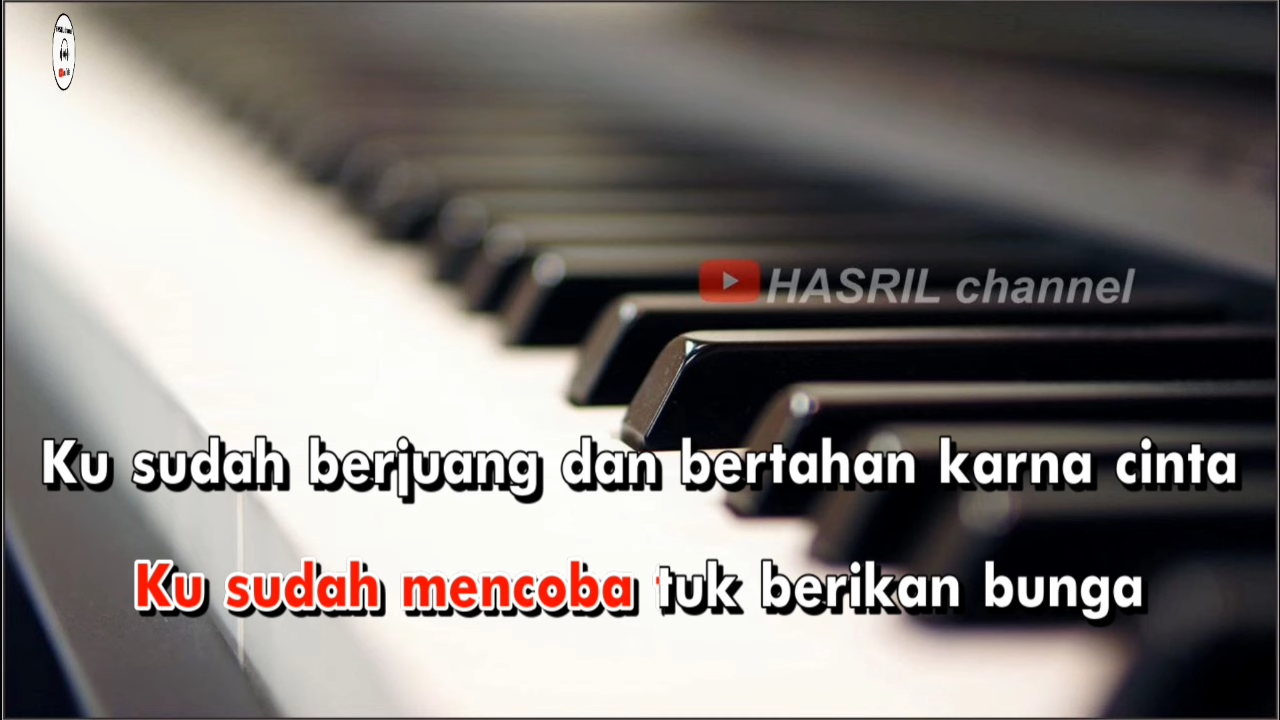 HASRIL channel
Ku sudah berjuang dan bertahan karna cinta
Ku sudah mencoba tuk berikan bunga